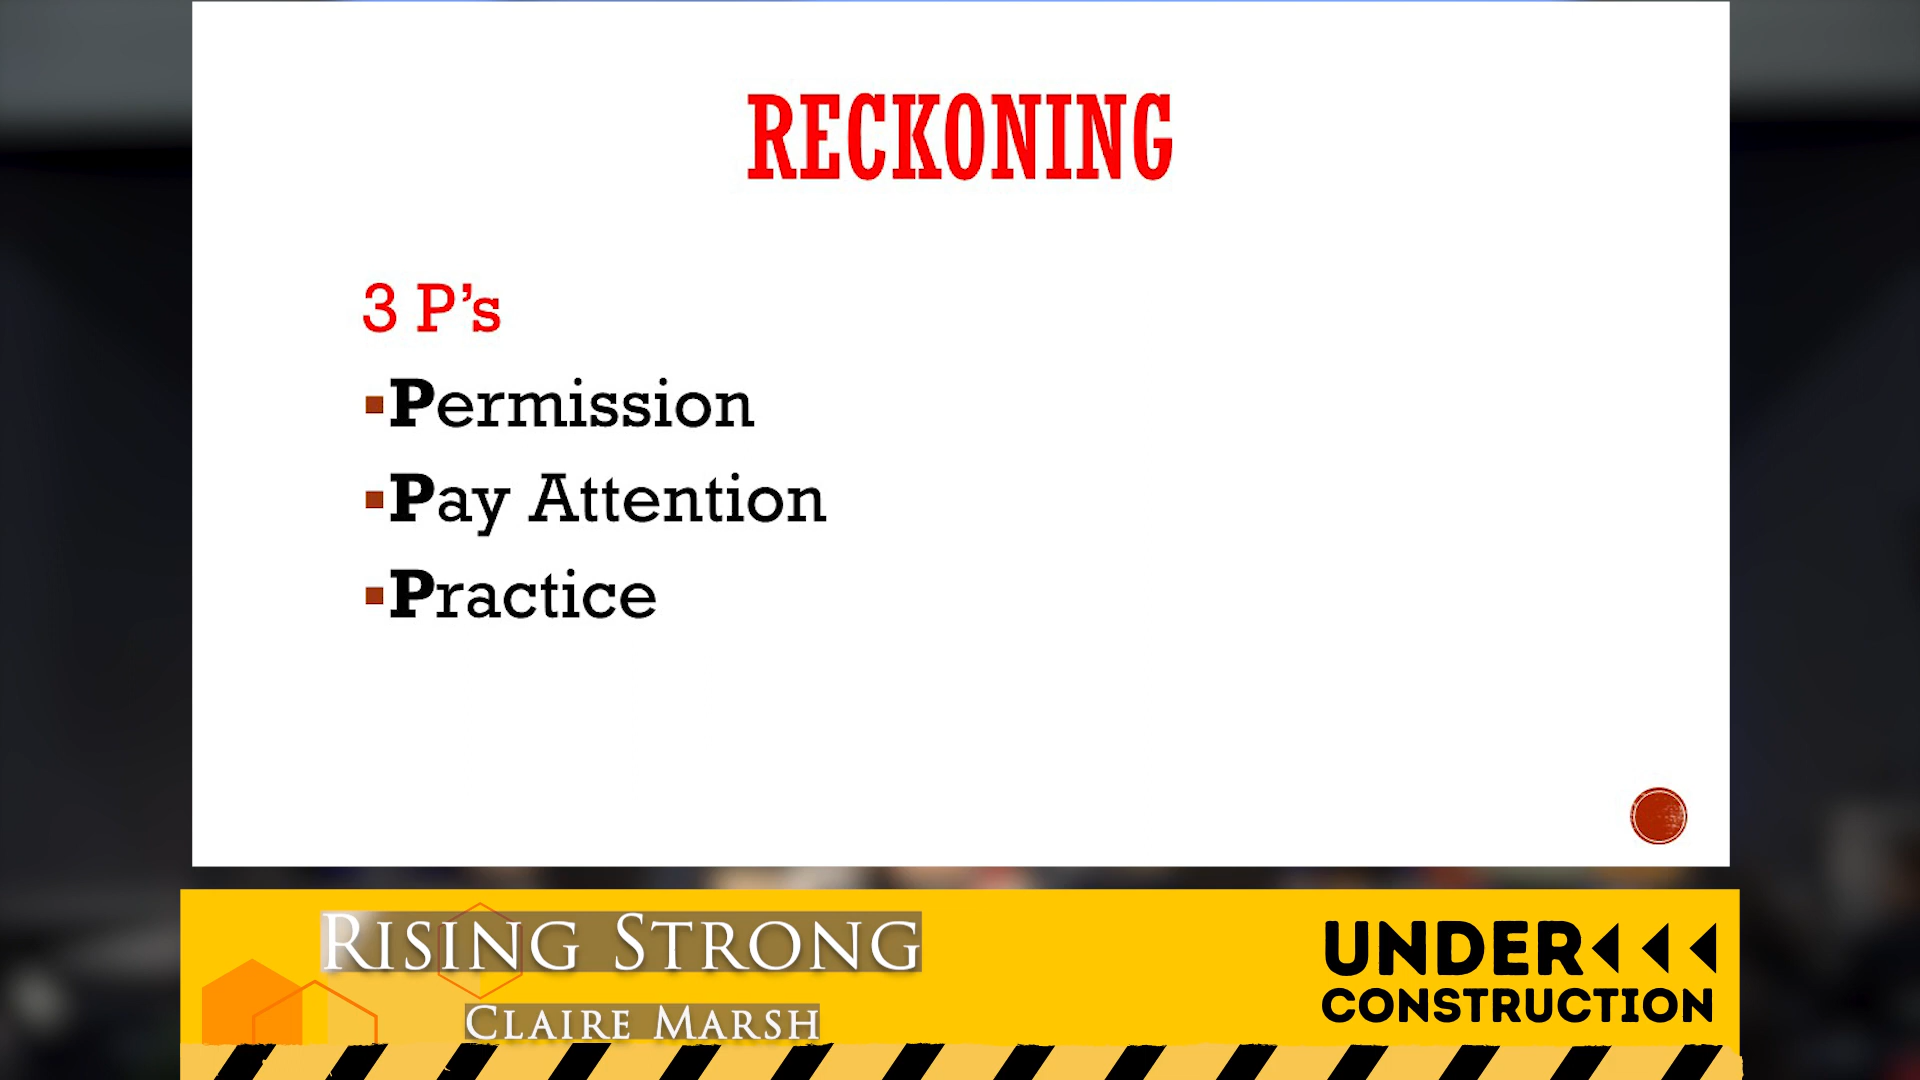 RECKONING
3 P's
▪Permission
▪Pay Attention
▪Practice
RISING STRONG
CLAIRE MARSH
UNDER
CONSTRUCTION